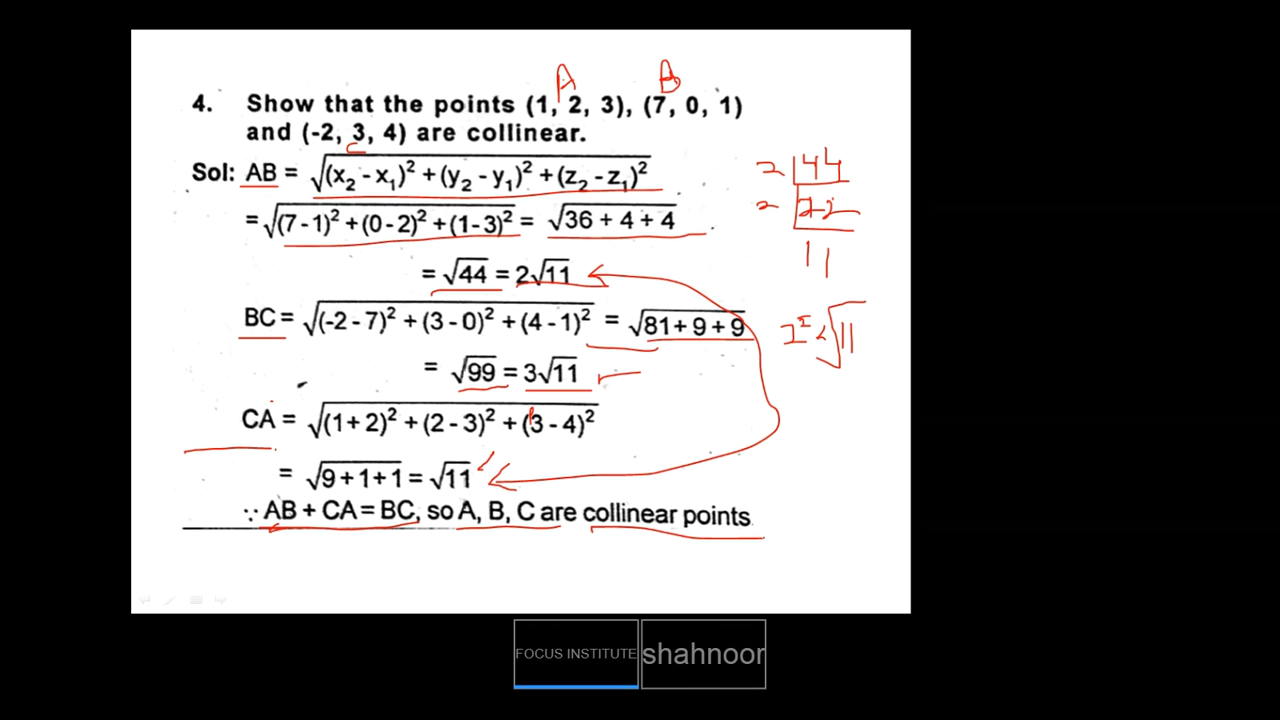 A B
4. Show that the points (1, 2, 3), (7, 0, 1)
and (-2, 3, 4) are collinear.
C
Sol: AB = √(x₂ - x₁)² + (y₂ - y₁)² + (z₂ - z₁)²
= √(7 - 1)² + (0 - 2)² + (1 - 3)² = √36 + 4 + 4
= √44 = 2√11
BC = √(-2 - 7)² + (3 - 0)² + (4 - 1)² = √81 + 9 + 9
= √99 = 3√11
CA = √(1 + 2)² + (2 - 3)² + (3 - 4)²
= √9 + 1 + 1 = √11
∵ AB + CA = BC, so A, B, C are collinear points
2 44
2 22
11
√11
FOCUS INSTITUTE
shahnoor